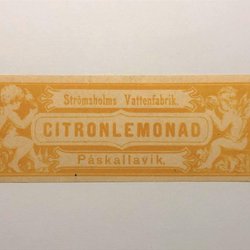 Strömsholms Vattenfabrik.
CITRONLEMONAD
Påskallavik.